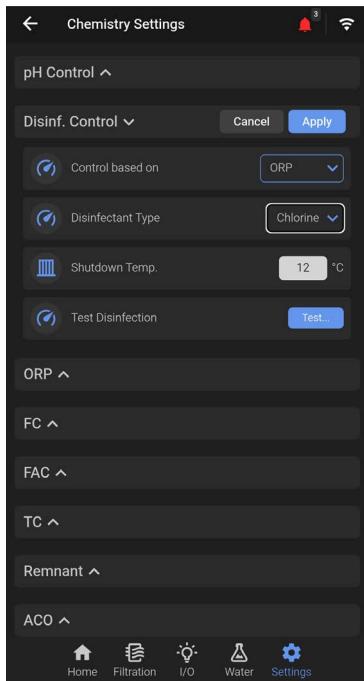 Chemistry Settings
3
pH Control
Disinf. Control
Cancel
Apply
Control based on
ORP
Disinfectant Type
Chlorine
Shutdown Temp.
12
°C
Test Disinfection
Test...
ORP
FC
FAC
TC
Remnant
ACO
Home
Filtration
I/O
Water
Settings